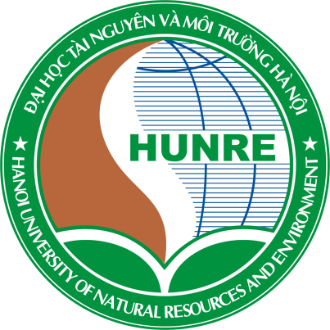 ĐẠI HỌC TÀI NGUYÊN VÀ MÔI TRƯỜNG HÀ NỘI
HUNRE
★ HANOI UNIVERSITY OF NATURAL RESOURCES AND ENVIRONMENT ★